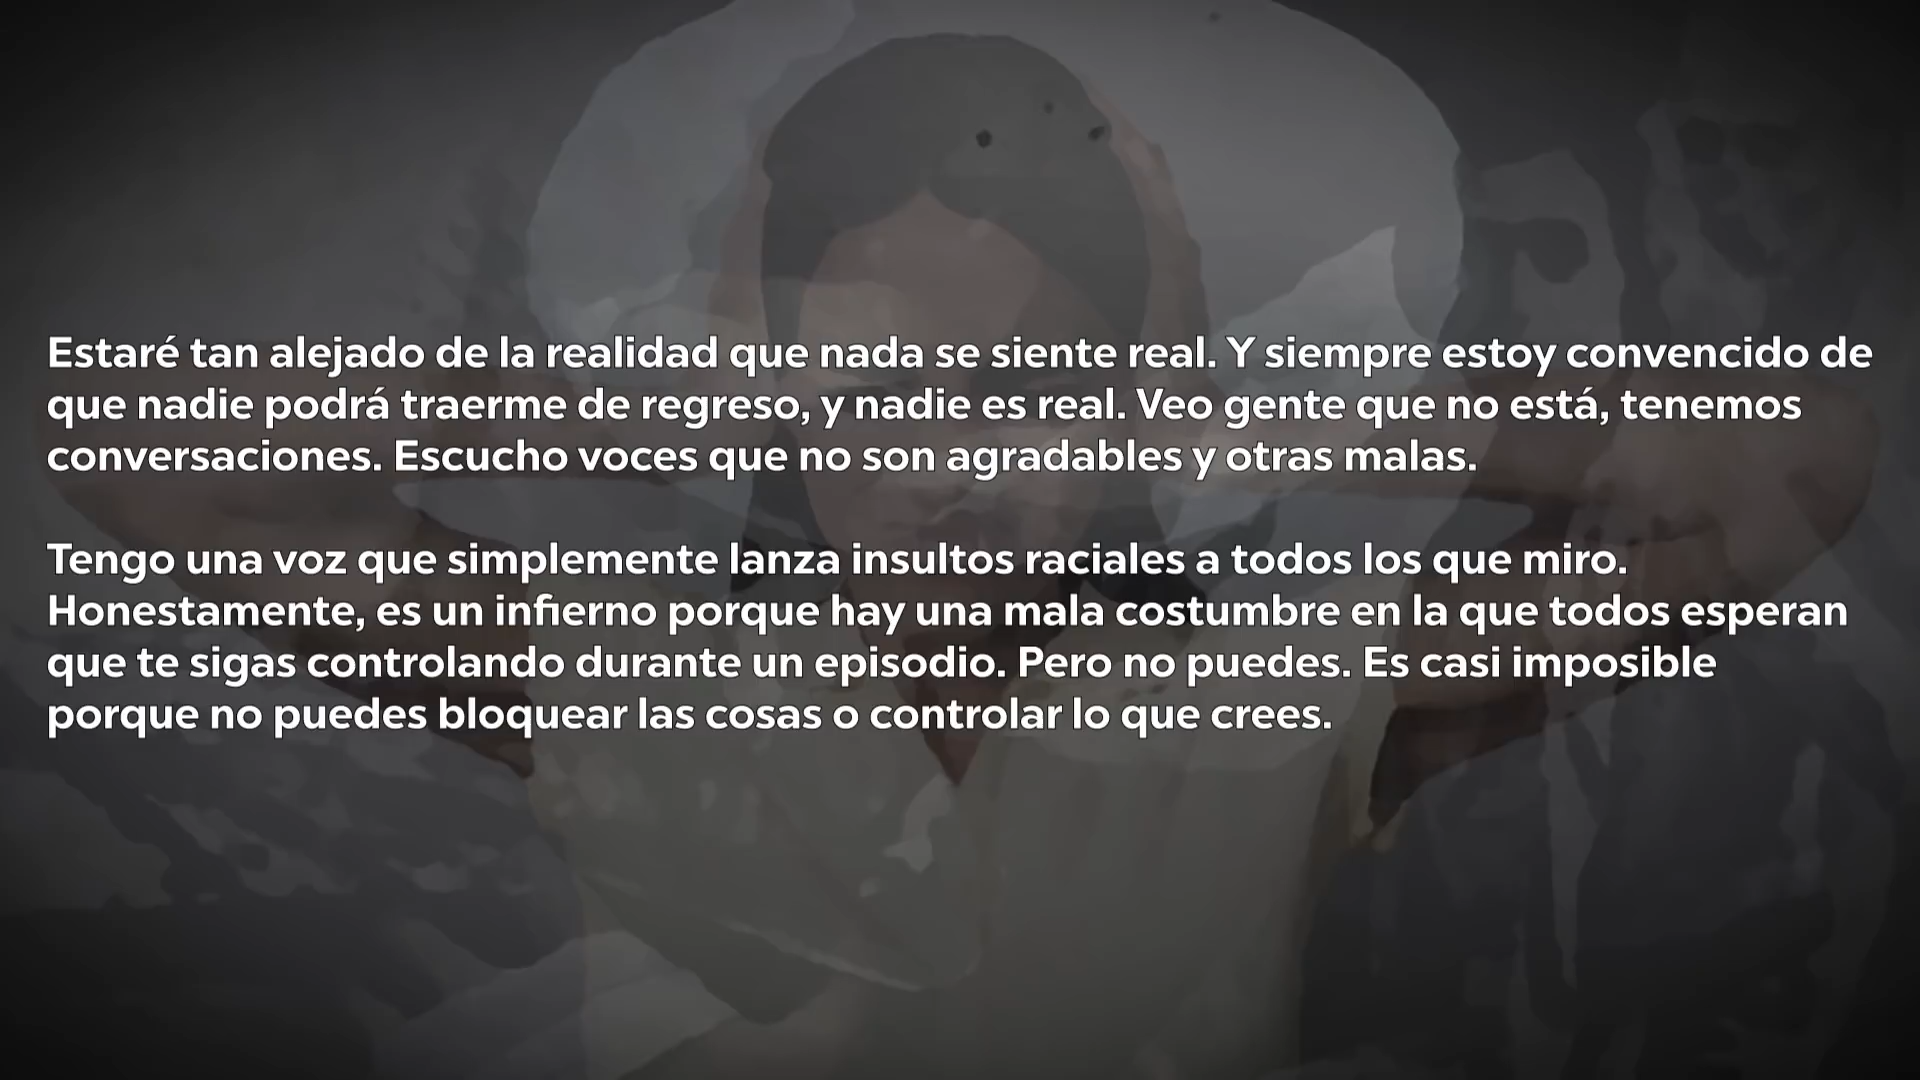 Estaré tan alejado de la realidad que nada se siente real. Y siempre estoy convencido de
que nadie podrá traerme de regreso, y nadie es real. Veo gente que no está, tenemos
conversaciones. Escucho voces que no son agradables y otras malas.
Tengo una voz que simplemente lanza insultos raciales a todos los que miro.
Honestamente, es un infierno porque hay una mala costumbre en la que todos esperan
que te sigas controlando durante un episodio. Pero no puedes. Es casi imposible
porque no puedes bloquear las cosas o controlar lo que crees.